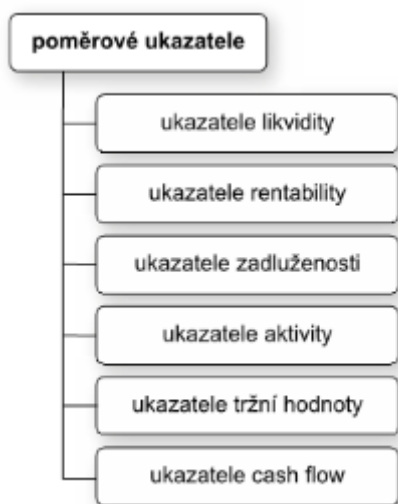 poměrové ukazatele
ukazatele likvidity
ukazatele rentability
ukazatele zadluženosti
ukazatele aktivity
ukazatele tržní hodnoty
ukazatele cash flow